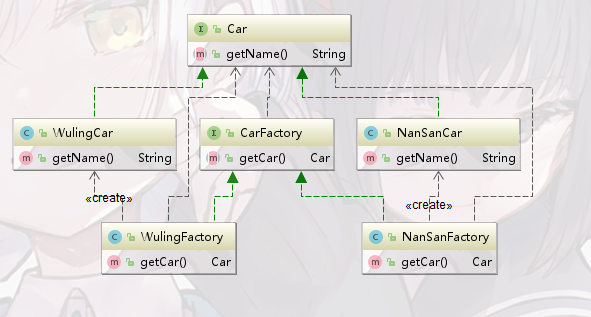 I Car
m getName() String
C WulingCar
m getName() String
I CarFactory
m getCar() Car
C NanSanCar
m getName() String
«create»
«create»
C WulingFactory
m getCar() Car
C NanSanFactory
m getCar() Car